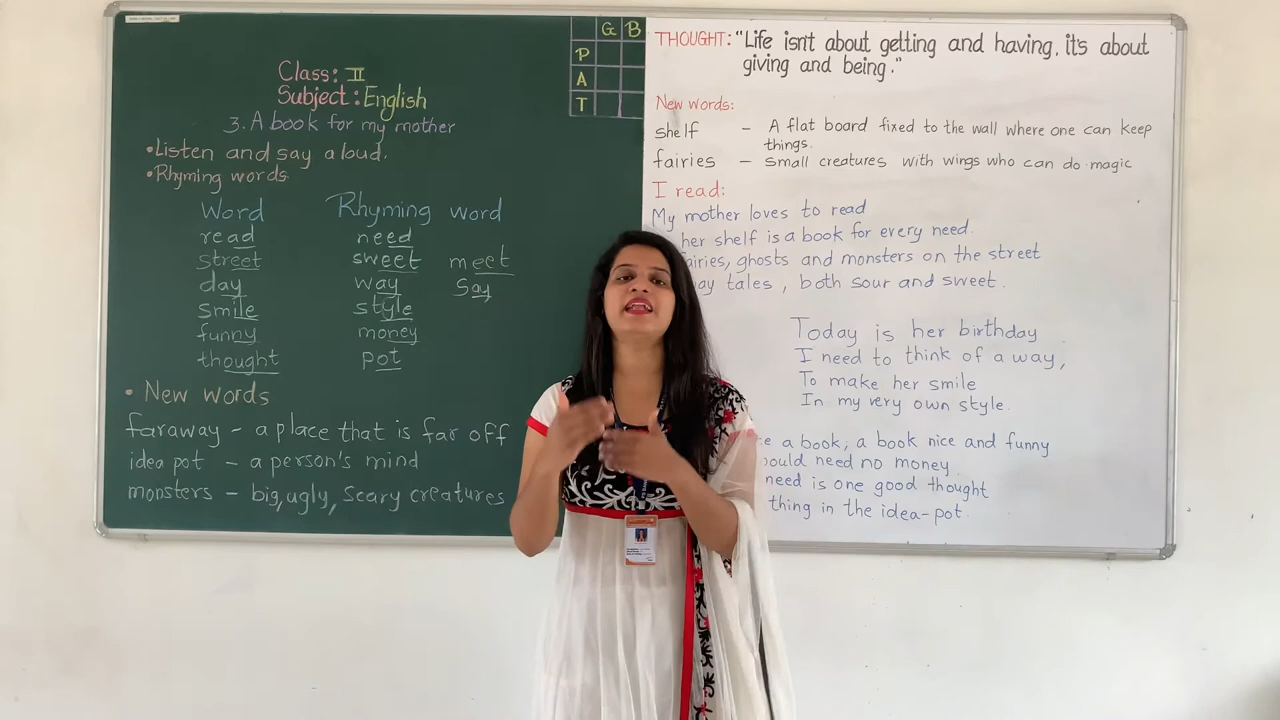 Class: II
Subject: English
3. A book for my mother
•Listen and say aloud.
•Rhyming words.
Word Rhyming word
read need
street sweet meet
day way say
smile style
funny money
thought pot
• New words
faraway - a place that is far off
idea pot - a person's mind
monsters - big, ugly, scary creatures
G B
P
A
T
THOUGHT: "Life isn't about getting and having, it's about
giving and being."
New words:
shelf - A flat board fixed to the wall where one can keep
things.
fairies - small creatures with wings who can do magic
I read:
My mother loves to read
her shelf is a book for every need.
fairies, ghosts and monsters on the street
tales, both sour and sweet.
Today is her birthday
I need to think of a way,
To make her smile
In my very own style.
a book, a book nice and funny
would need no money
need is one good thought
thing in the idea-pot.